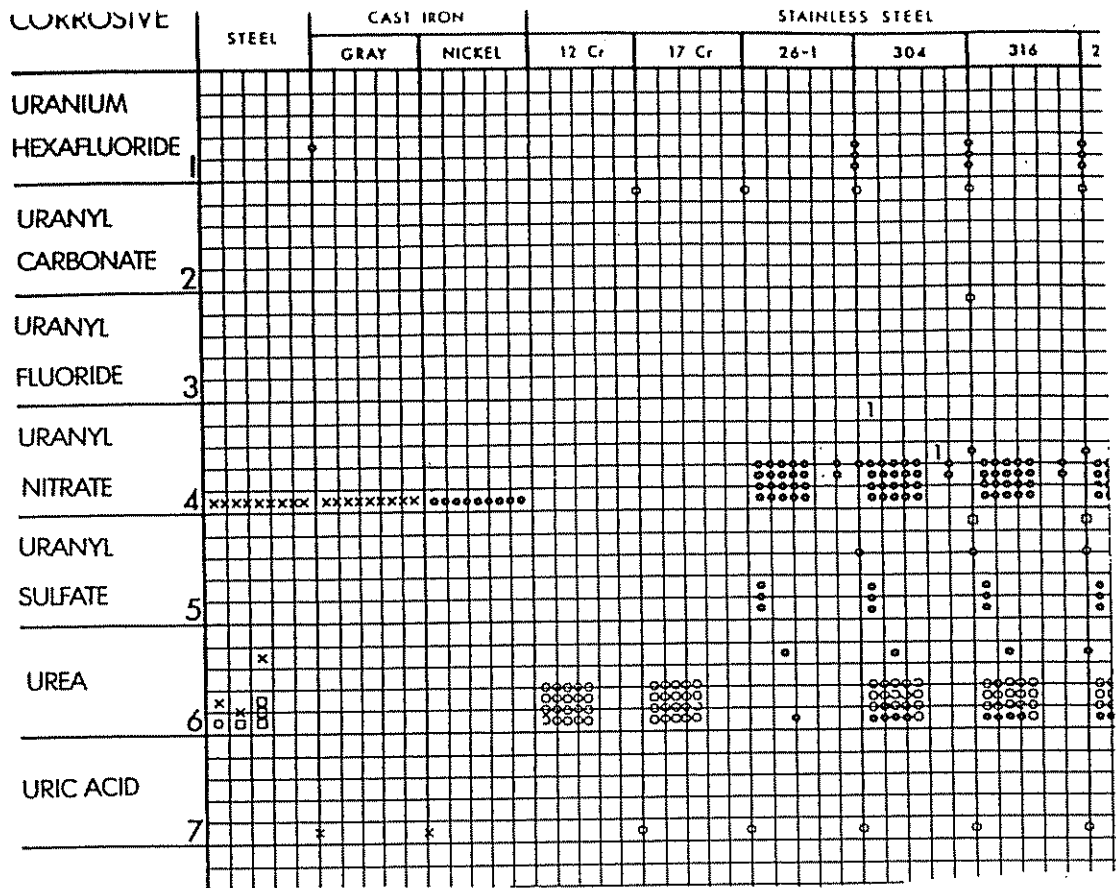 CORROSIVE
CAST IRON
STAINLESS STEEL
STEEL
GRAY
NICKEL
12 Cr
17 Cr
26-1
304
316
2
URANIUM
HEXAFLUORIDE
1
URANYL
CARBONATE
2
URANYL
FLUORIDE
3
1
URANYL
1
NITRATE
4
URANYL
SULFATE
5
UREA
6
URIC ACID
7